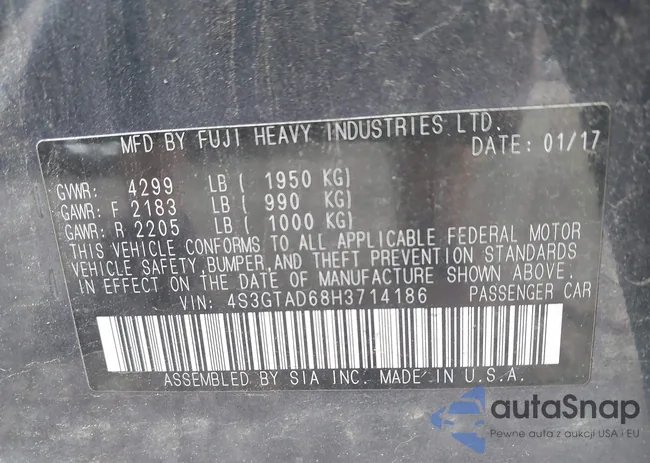 MFD BY FUJI HEAVY INDUSTRIES LTD.
DATE: 01/17
GVWR: 4299 LB ( 1950 KG)
GAWR: F 2183 LB ( 990 KG)
GAWR: R 2205 LB ( 1000 KG)
THIS VEHICLE CONFORMS TO ALL APPLICABLE FEDERAL MOTOR
VEHICLE SAFETY,BUMPER,AND THEFT PREVENTION STANDARDS
IN EFFECT ON THE DATE OF MANUFACTURE SHOWN ABOVE.
VIN: 4S3GTAD68H3714186 PASSENGER CAR
ASSEMBLED BY SIA INC. MADE IN U.S.A.
autoSnap
Pewne auta z aukcji USA i EU